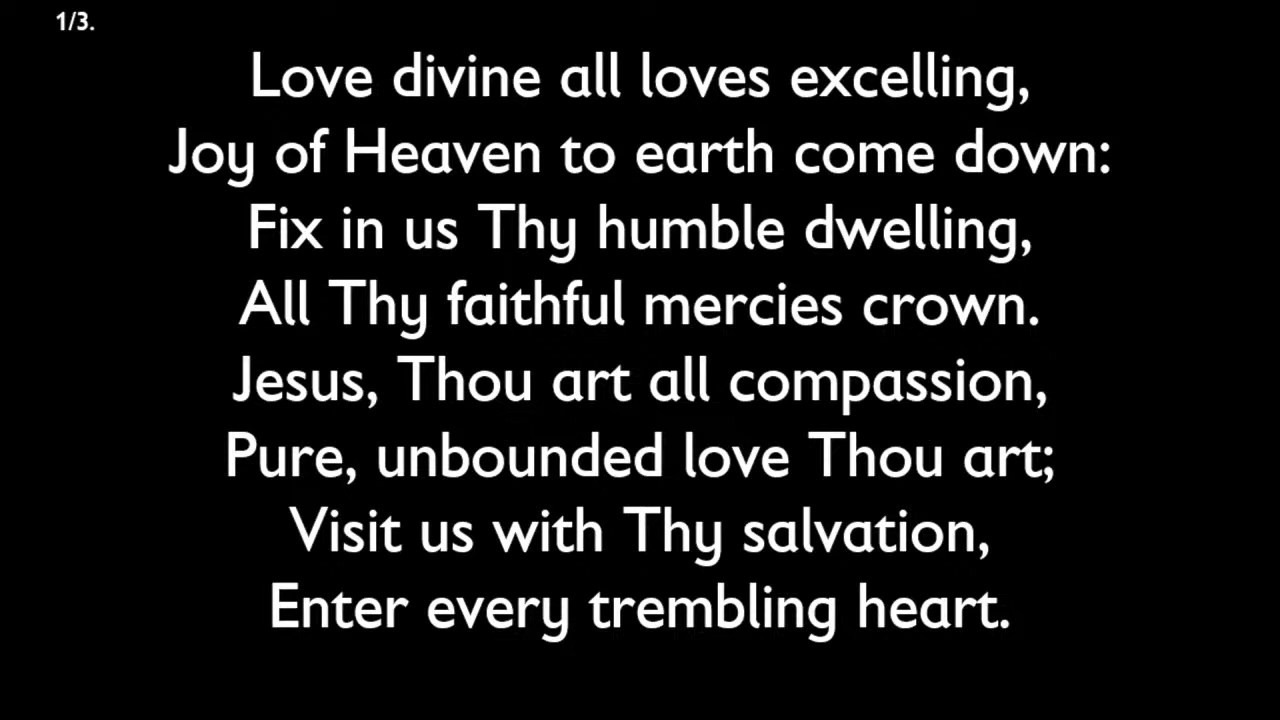 1/3.
Love divine all loves excelling,
Joy of Heaven to earth come down:
Fix in us Thy humble dwelling,
All Thy faithful mercies crown.
Jesus, Thou art all compassion,
Pure, unbounded love Thou art;
Visit us with Thy salvation,
Enter every trembling heart.